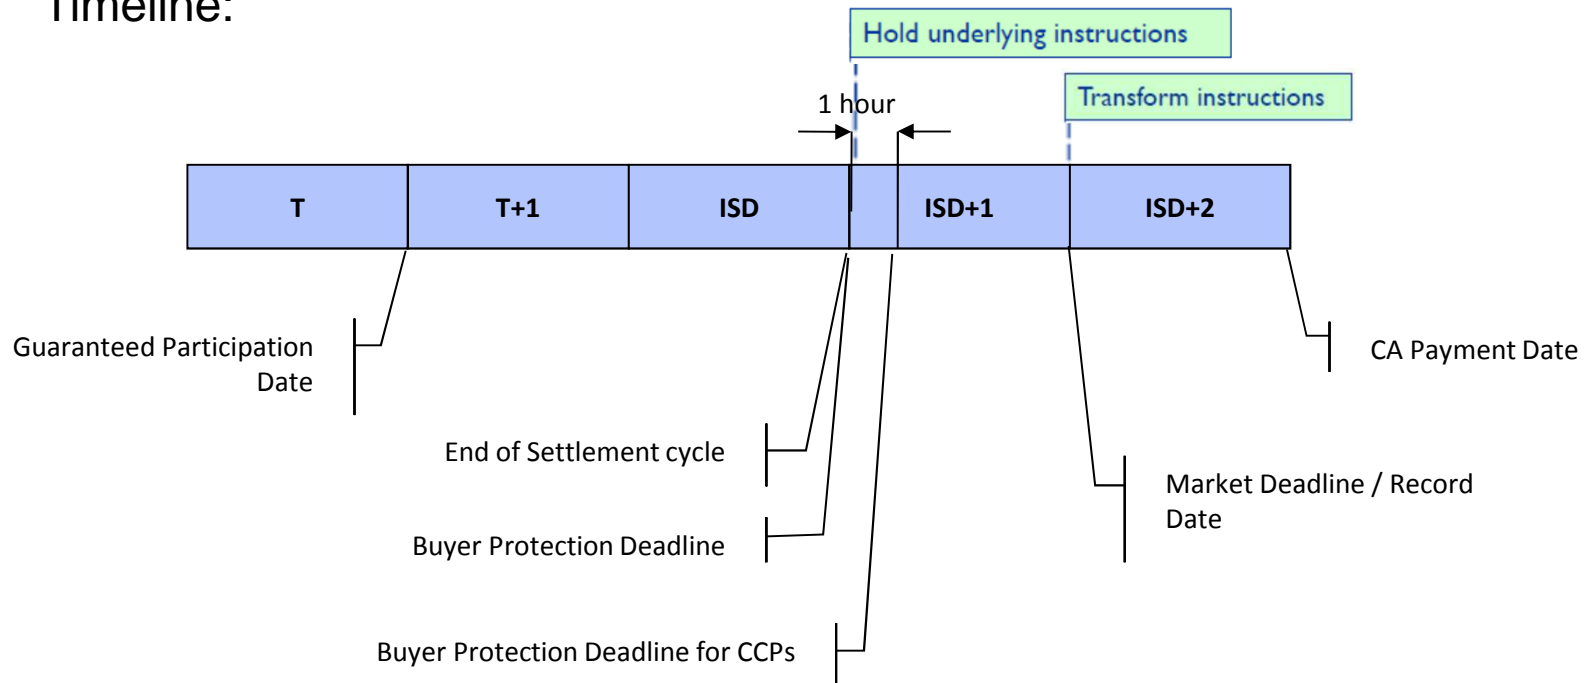 Timeline:
Hold underlying instructions
Transform instructions
1 hour
T
T+1
ISD
ISD+1
ISD+2
Guaranteed Participation
Date
CA Payment Date
End of Settlement cycle
Market Deadline / Record
Date
Buyer Protection Deadline
Buyer Protection Deadline for CCPs